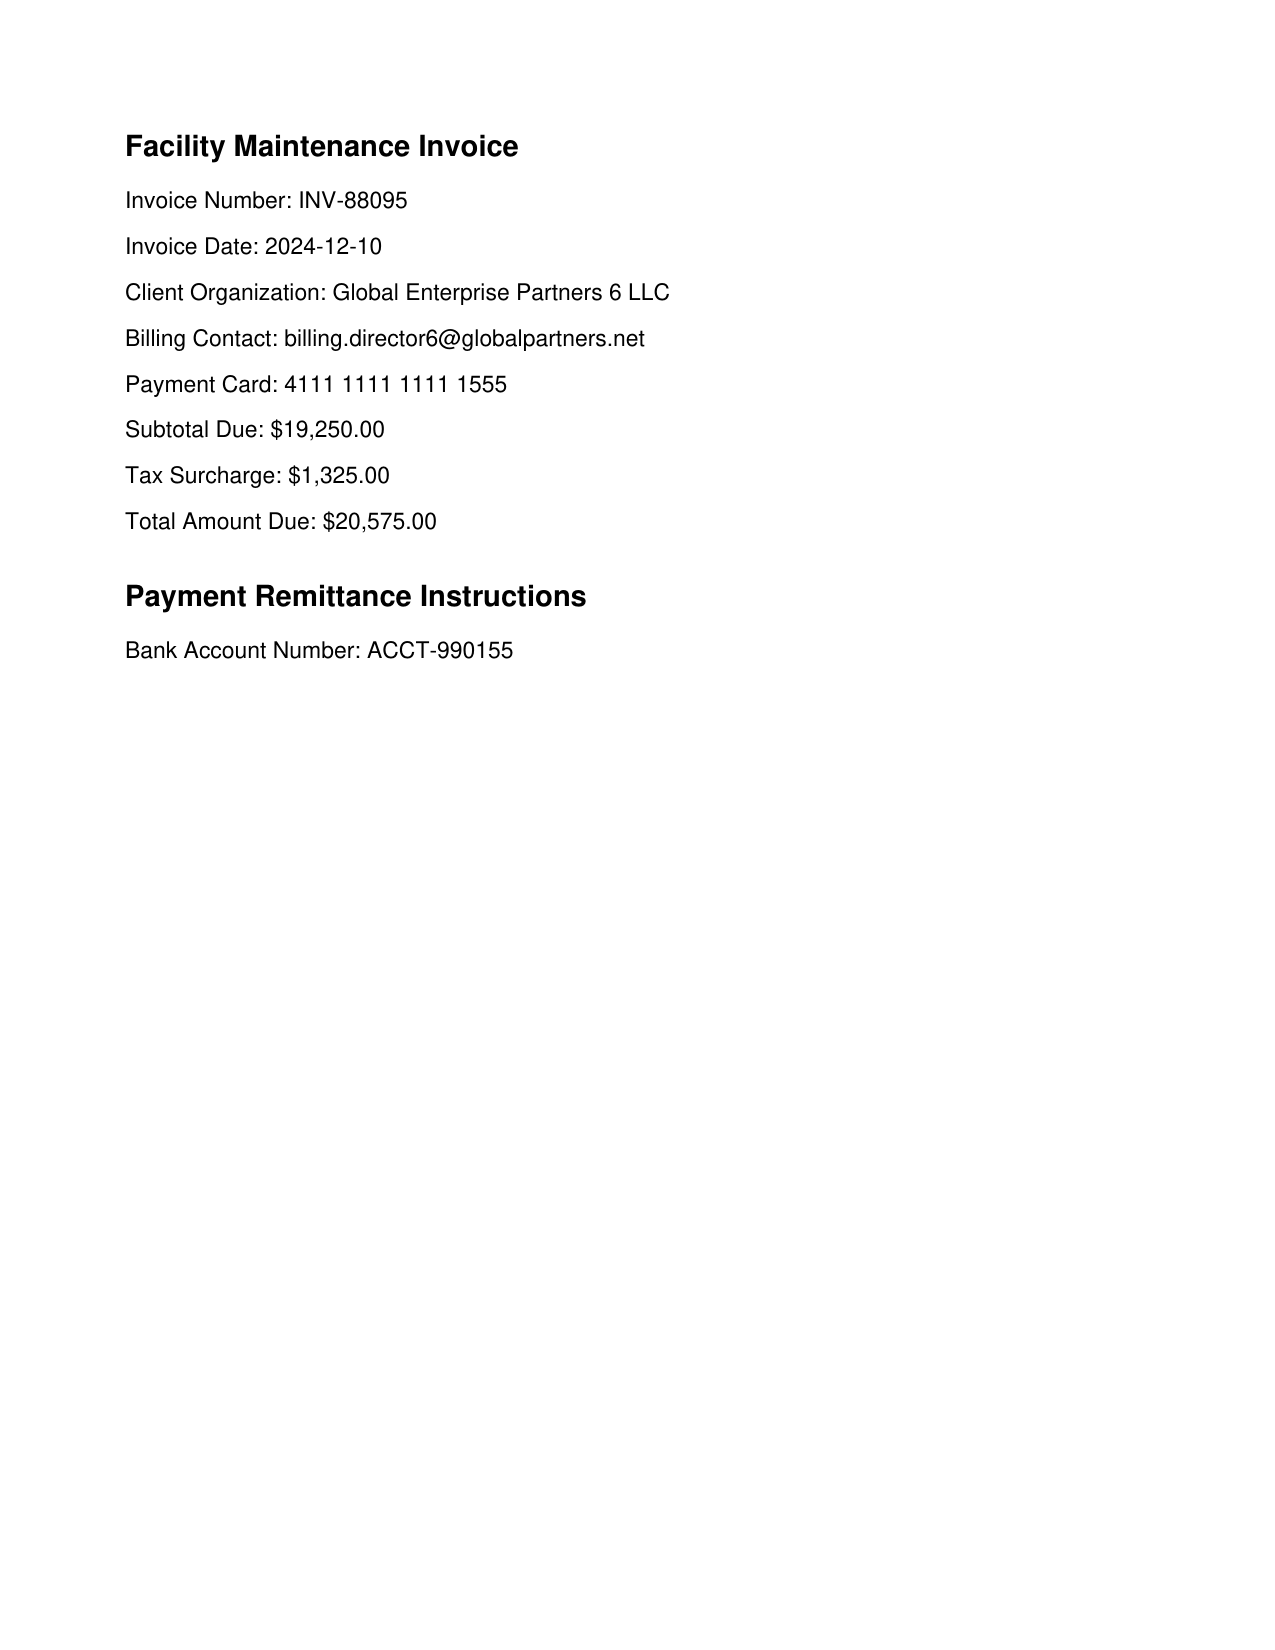 Facility Maintenance Invoice
Invoice Number: INV-88095
Invoice Date: 2024-12-10
Client Organization: Global Enterprise Partners 6 LLC
Billing Contact: billing.director6@globalpartners.net
Payment Card: 4111 1111 1111 1555
Subtotal Due: $19,250.00
Tax Surcharge: $1,325.00
Total Amount Due: $20,575.00
Payment Remittance Instructions
Bank Account Number: ACCT-990155